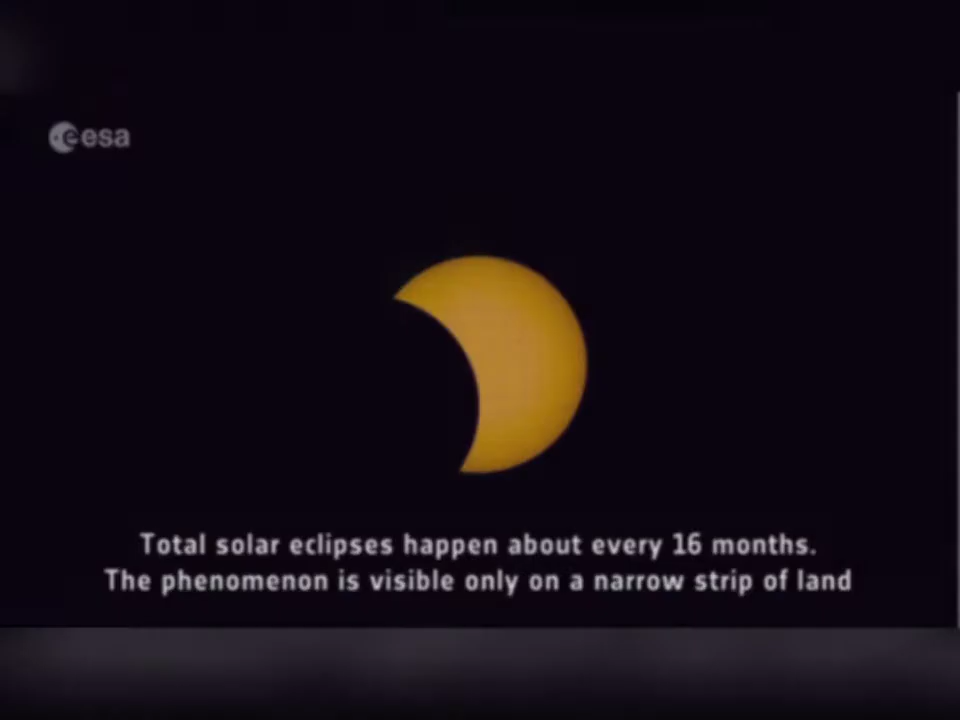 esa
Total solar eclipses happen about every 16 months.
The phenomenon is visible only on a narrow strip of land